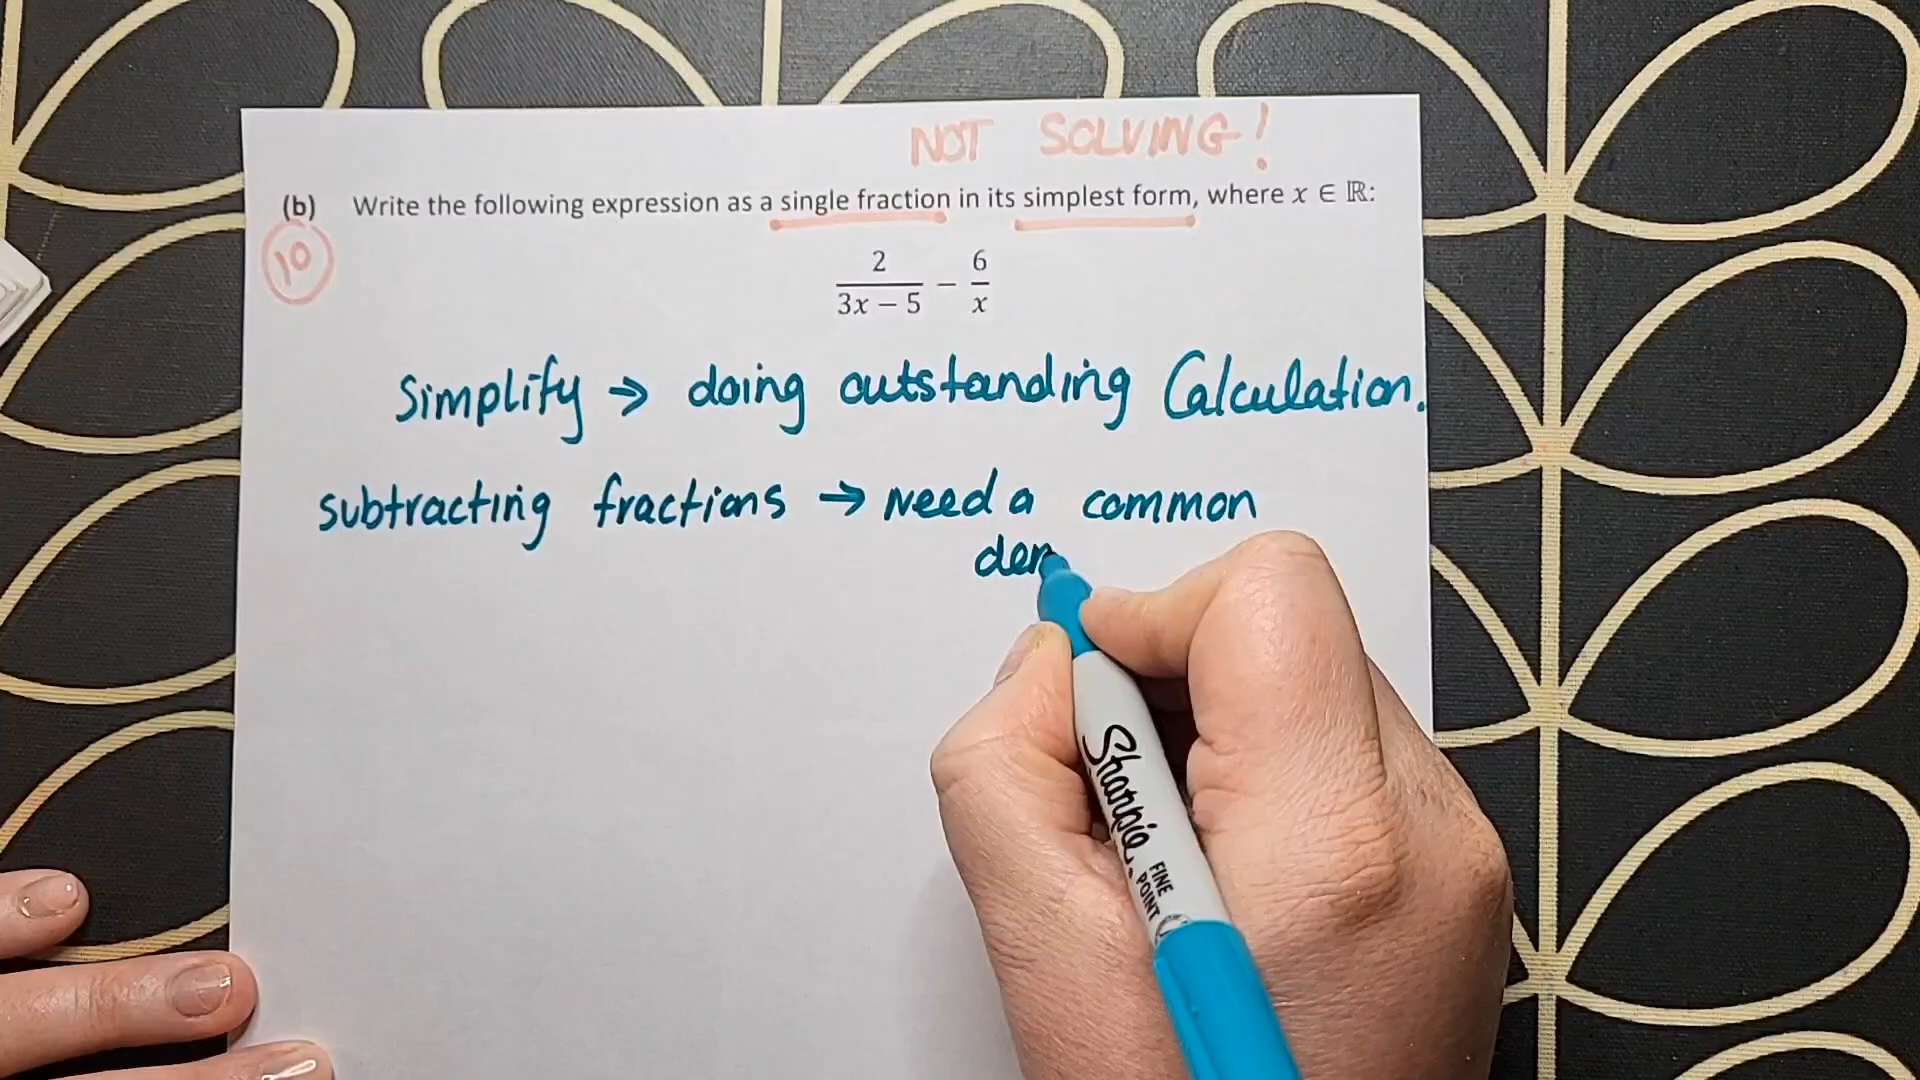 NOT SOLVING!
(b) Write the following expression as a single fraction in its simplest form, where x ∈ ℝ:
10
2 6
3x − 5 − x
Simplify → doing outstanding Calculation.
subtracting fractions → need a common
den
Sharpie.
FINE
POINT